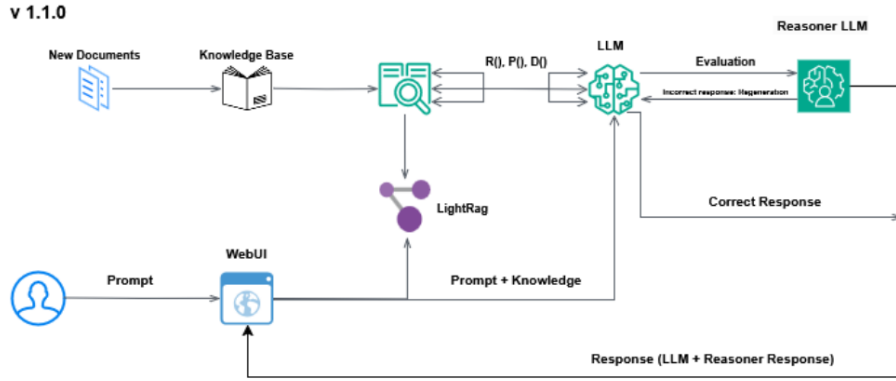 v 1.1.0
Reasoner LLM
New Documents
Knowledge Base
R(), P(), D()
LLM
Evaluation
Incorrect response: Regeneration
LightRag
Correct Response
WebUI
Prompt
Prompt + Knowledge
Response (LLM + Reasoner Response)